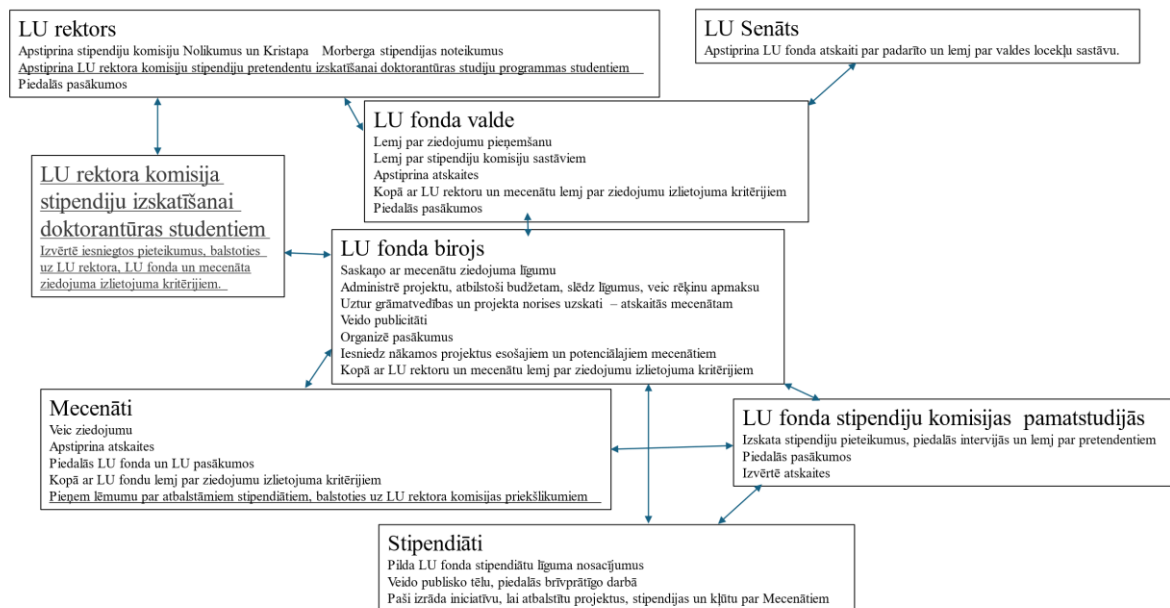 LU rektors
Apstiprina stipendiju komisiju Nolikumus un Kristapa Morberga stipendijas noteikumus
Apstiprina LU rektora komisiju stipendiju pretendentu izskatīšanai doktorantūras studiju programmas studentiem
Piedalās pasākumos
LU Senāts
Apstiprina LU fonda atskaiti par padarīto un lemj par valdes locekļu sastāvu.
LU fonda valde
Lemj par ziedojumu pieņemšanu
Lemj par stipendiju komisiju sastāviem
Apstiprina atskaites
Kopā ar LU rektoru un mecenātu lemj par ziedojumu izlietojuma kritērijiem
Piedalās pasākumos
LU rektora komisija
stipendiju izskatīšanai
doktorantūras studentiem
Izvērtē iesniegtos pieteikumus, balstoties
uz LU rektora, LU fonda un mecenāta
ziedojuma izlietojuma kritērijiem.
LU fonda birojs
Saskaņo ar mecenātu ziedojuma līgumu
Administrē projektu, atbilstoši budžetam, slēdz līgumus, veic rēķinu apmaksu
Uztur grāmatvedības un projekta norises uzskati – atskaitās mecenātam
Veido publicitāti
Organizē pasākumus
Iesniedz nākamos projektus esošajiem un potenciālajiem mecenātiem
Kopā ar LU rektoru un mecenātu lemj par ziedojumu izlietojuma kritērijiem
Mecenāti
Veic ziedojumu
Apstiprina atskaites
Piedalās LU fonda un LU pasākumos
Kopā ar LU fondu lemj par ziedojumu izlietojuma kritērijiem
Pieņem lēmumu par atbalstāmiem stipendiātiem, balstoties uz LU rektora komisijas priekšlikumiem
LU fonda stipendiju komisijas pamatstudijās
Izskata stipendiju pieteikumus, piedalās intervijās un lemj par pretendentiem
Piedalās pasākumos
Izvērtē atskaites
Stipendiāti
Pilda LU fonda stipendiātu līguma nosacījumus
Veido publisko tēlu, piedalās brīvprātīgo darbā
Paši izrāda iniciatīvu, lai atbalstītu projektus, stipendijas un kļūtu par Mecenātiem